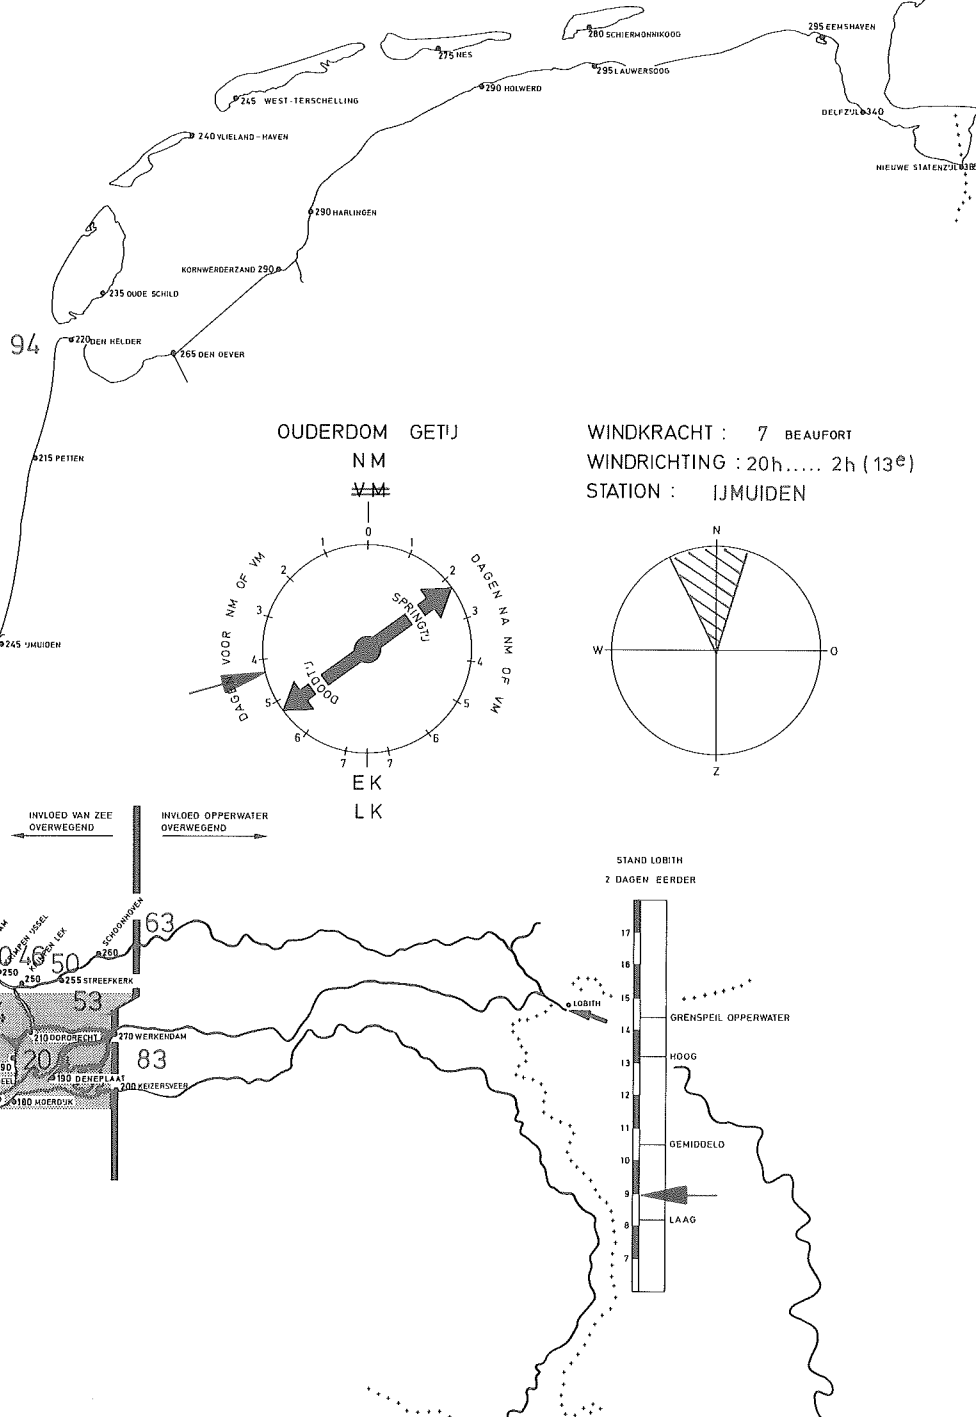 295 EEMSHAVEN
280 SCHIERMONNIKOOG
275 NES
295 LAUWERSOOG
290 HOLWERD
245 WEST-TERSCHELLING
DELFZIJL 340
240 VLIELAND-HAVEN
NIEUWE STATENZIJL
290 HARLINGEN
KORNWERDERZAND 290
235 OUDE SCHILD
94
220 DEN HELDER
265 DEN OEVER
215 PETTEN
245 IJMUIDEN
OUDERDOM GETIJ
NM
VM
WINDKRACHT : 7 BEAUFORT
WINDRICHTING : 20h..... 2h (13e)
STATION : IJMUIDEN
0
1 1
2 2
3 3
4 4
5 5
6 6
7 7
DAGEN VOOR NM OF VM
DAGEN NA NM OF VM
SPRINGTIJ
DOODTIJ
EK
LK
N
W O
Z
INVLOED VAN ZEE
OVERWEGEND
INVLOED OPPERWATER
OVERWEGEND
STAND LOBITH
2 DAGEN EERDER
KRIMPEN IJSSEL
KRIMPEN LEK
SCHOONHOVEN
63
46
50
260
250
250
255 STREEFKERK
53
210 DORDRECHT
270 WERKENDAM
20
83
190 DENEPLAAT
200 KEIZERSVEER
180 MOERDIJK
LOBITH
17
16
15
GRENSPEIL OPPERWATER
14
13
HOOG
12
11
GEMIDDELD
10
9
8
LAAG
7